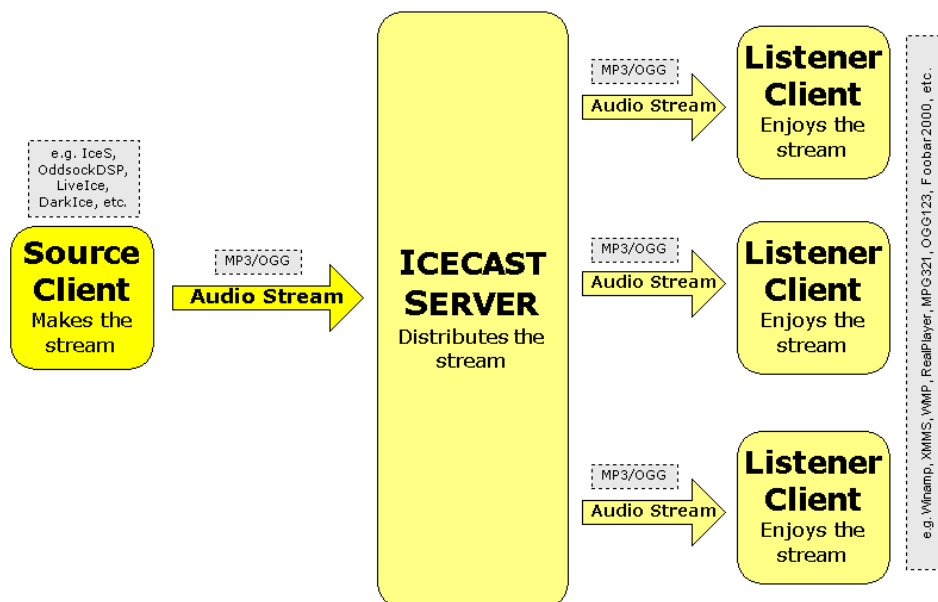 e.g. IceS,
OddsockDSP,
LiveIce,
DarkIce, etc.
Source
Client
Makes the
stream
MP3/OGG
Audio Stream
ICECAST
SERVER
Distributes the
stream
MP3/OGG
Audio Stream
Listener
Client
Enjoys the
stream
MP3/OGG
Audio Stream
Listener
Client
Enjoys the
stream
MP3/OGG
Audio Stream
Listener
Client
Enjoys the
stream
e.g. Winamp, XMMS, WMP, RealPlayer, MPG321, OGG123, Foobar2000, etc.